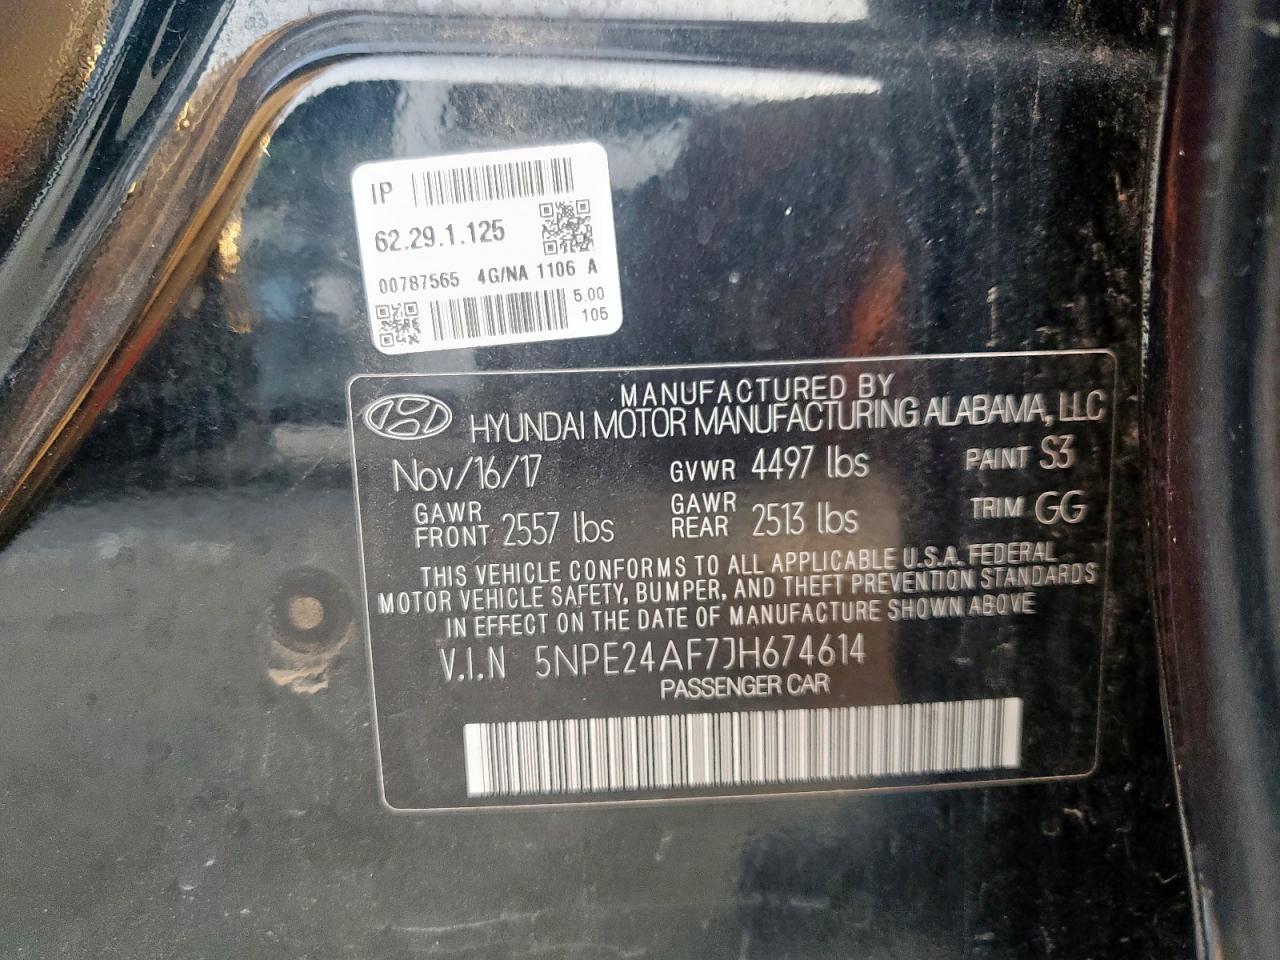 IP
62.29.1.125
00787565 4G/NA 1106 A
5.00
105
MANUFACTURED BY
HYUNDAI MOTOR MANUFACTURING ALABAMA, LLC
Nov/16/17 GVWR 4497 lbs PAINT S3
GAWR FRONT 2557 lbs GAWR REAR 2513 lbs TRIM GG
THIS VEHICLE CONFORMS TO ALL APPLICABLE U.S.A. FEDERAL
MOTOR VEHICLE SAFETY, BUMPER, AND THEFT PREVENTION STANDARDS
IN EFFECT ON THE DATE OF MANUFACTURE SHOWN ABOVE
V.I.N 5NPE24AF7JH674614
PASSENGER CAR